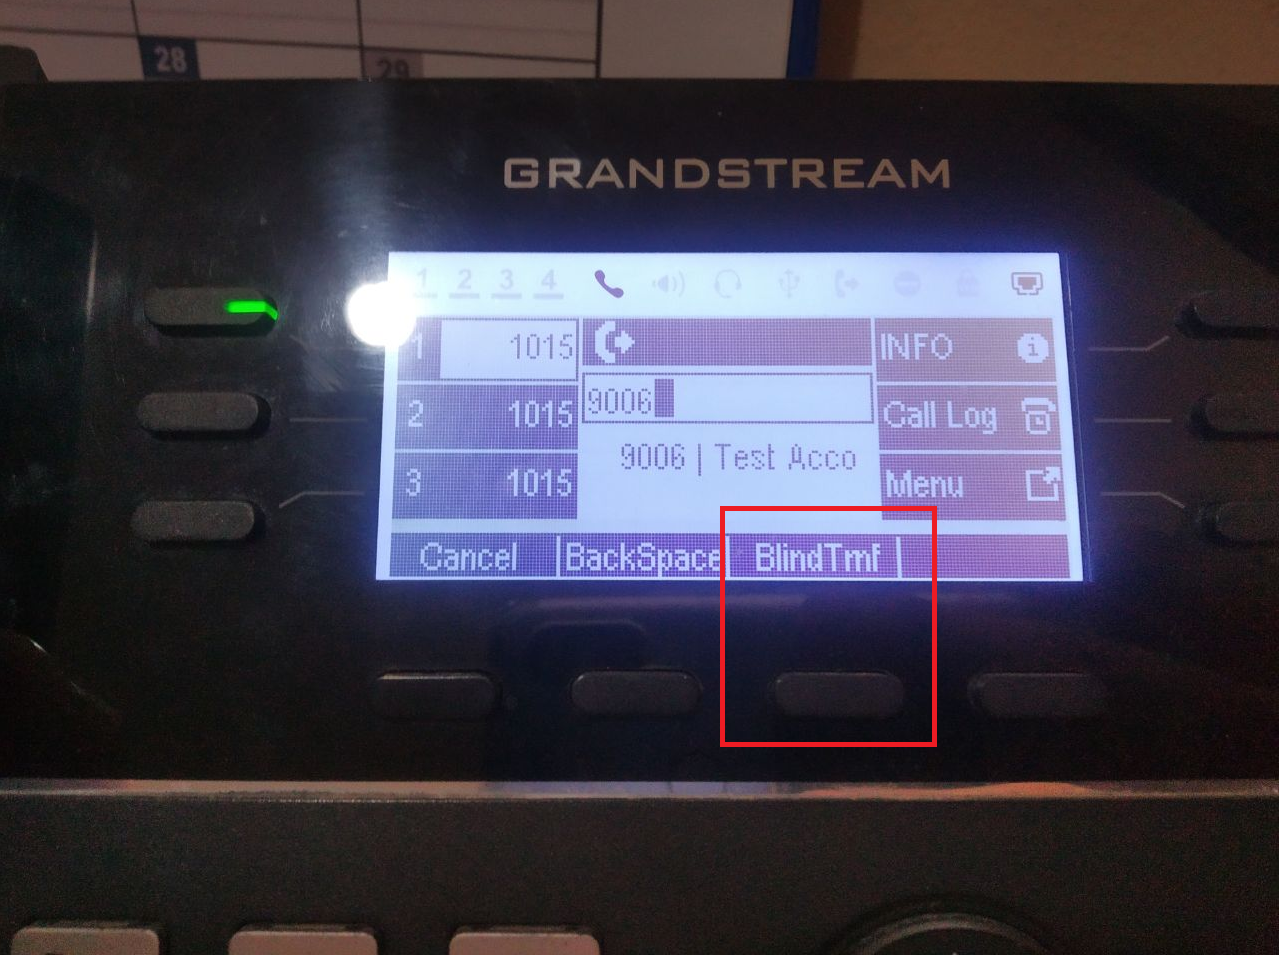 28
29
GRANDSTREAM
1 2 3 4
1 1015
INFO
9006
2 1015
Call Log
9006 | Test Acco
3 1015
Menu
Cancel
BackSpace
BlindTrnf